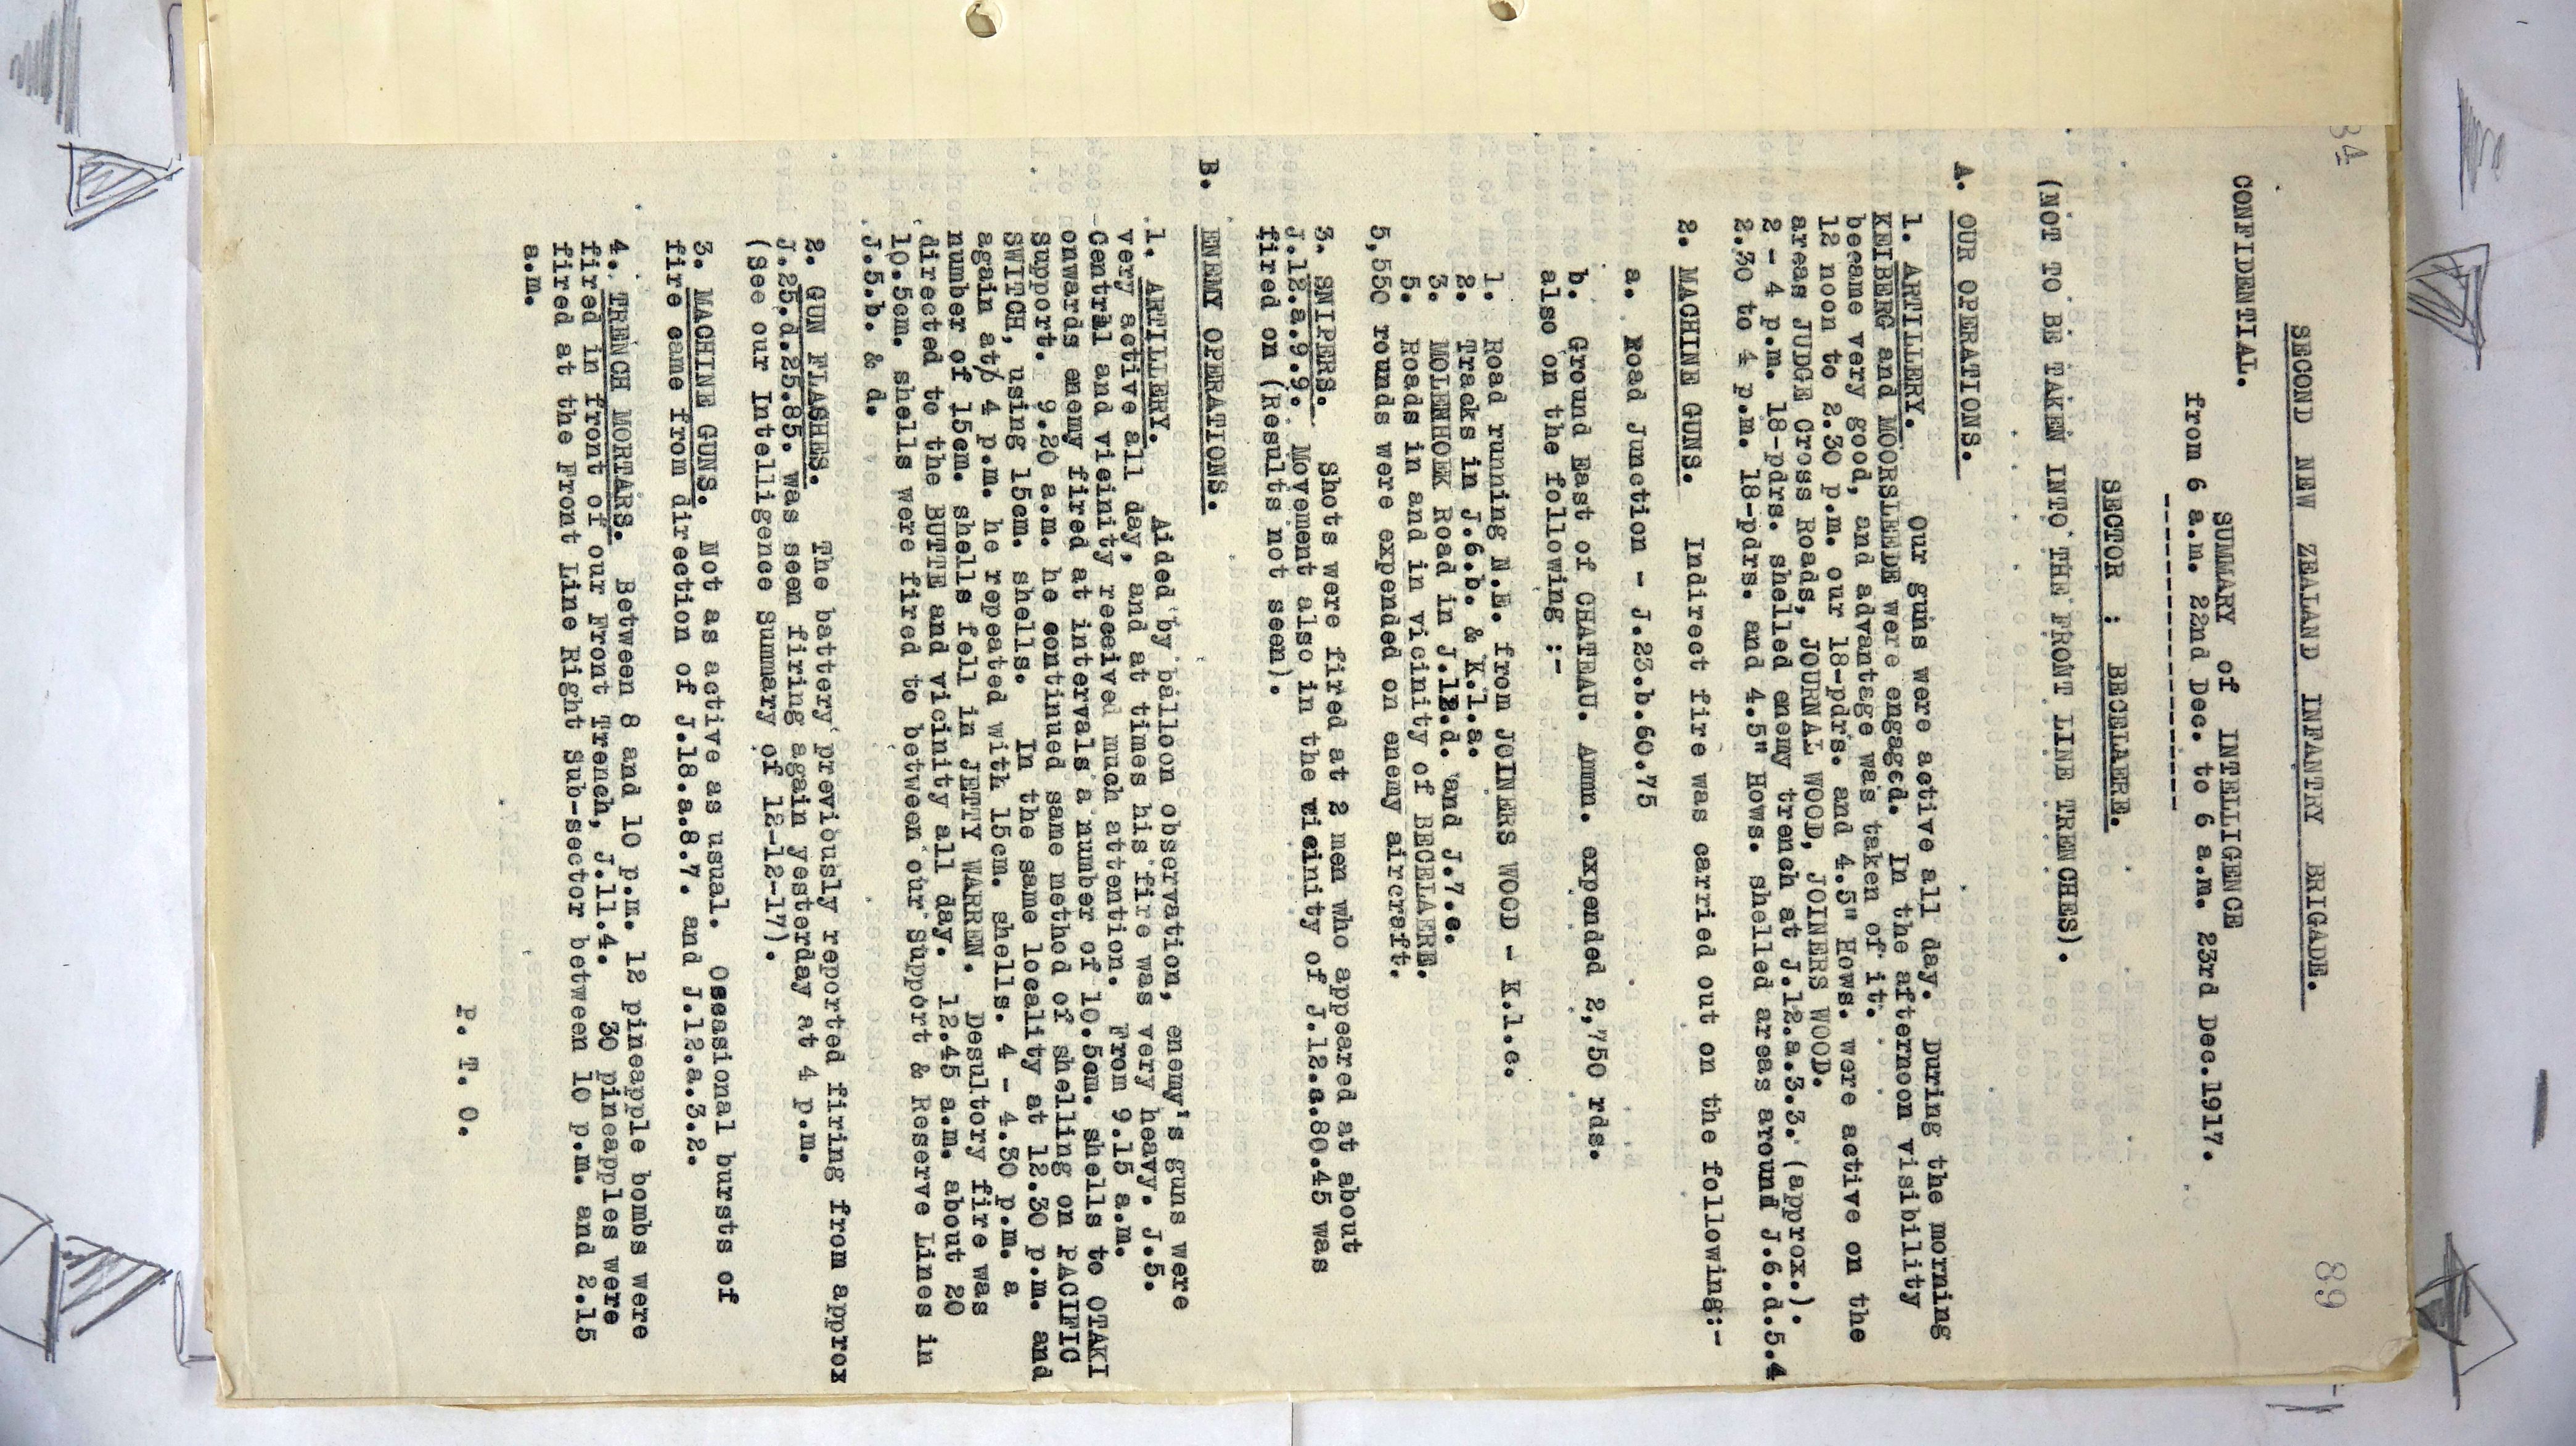 34
89
SECOND NEW ZEALAND INFANTRY BRIGADE.
CONFIDENTIAL.
SUMMARY of INTELLIGENCE
from 6 a.m. 22nd Dec. to 6 a.m. 23rd Dec.1917.
-----------------------
SECTOR : BECELAERE.
(NOT TO BE TAKEN INTO THE FRONT LINE TRENCHES).
A. OUR OPERATIONS.
1. ARTILLERY. Our guns were active all day. During the morning
KEIBERG and MOORSLEDE were engaged. In the afternoon visibility
became very good, and advantage was taken of it.
12 noon to 2.30 p.m. our 18-pdrs. and 4.5" Hows. were active on the
areas JUDGE Cross Roads, JOURNAL WOOD, JOINERS WOOD.
2 - 4 p.m. 18-pdrs. shelled enemy trench at J.12.a.3.3. (approx.).
2.30 to 4 p.m. 18-pdrs. and 4.5" Hows. shelled areas around J.6.d.5.4
2. MACHINE GUNS. Indirect fire was carried out on the following:-
a. Road Junction - J.23.b.60.75
b. Ground East of CHATEAU. Ammn. expended 2,750 rds.
also on the following :-
1. Road running N.E. from JOINERS WOOD - K.1.c.
2. Tracks in J.6.b. & K.1.a.
3. MOLENHOEK Road in J.12.d. and J.7.c.
5. Roads in and in vicinity of BECELAERE.
5,550 rounds were expended on enemy aircraft.
3. SNIPERS. Shots were fired at 2 men who appeared at about
J.12.a.9.9. Movement also in the vicinity of J.12.a.80.45 was
fired on (Results not seen).
B. ENEMY OPERATIONS.
1. ARTILLERY. Aided by balloon observation, enemy's guns were
very active all day, and at times his fire was very heavy. J.5.
Central and vicinity received much attention. From 9.15 a.m.
onwards enemy fired at intervals a number of 10.5cm. shells to OTAKI
Support. 9.20 a.m. he continued same method of shelling on PACIFIC
SWITCH, using 15cm. shells. In the same locality at 12.30 p.m. and
again at 4 p.m. he repeated with 15cm. shells. 4 - 4.30 p.m. a
number of 15cm. shells fell in JETTY WARREN. Desultory fire was
directed to the BUTTE and vicinity all day. 12.45 a.m. about 20
10.5cm. shells were fired to between our Support & Reserve Lines in
J.5.b. & d.
2. GUN FLASHES. The battery previously reported firing from approx
J.25.d.25.85. was seen firing again yesterday at 4 p.m.
(See our Intelligence Summary of 12-12-17).
3. MACHINE GUNS. Not as active as usual. Occasional bursts of
fire came from direction of J.18.a.8.7. and J.12.a.3.2.
4. TRENCH MORTARS. Between 8 and 10 p.m. 12 pineapple bombs were
fired in front of our Front Trench, J.11.4. 30 pineapples were
fired at the Front Line Right Sub-sector between 10 p.m. and 2.15
a.m.
P. T. O.